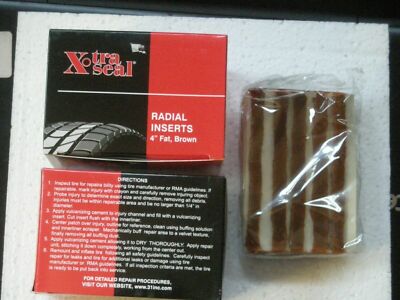 X•tra
seal®
RADIAL
INSERTS
4" Fat, Brown
DIRECTIONS
1. Inspect tire for repairs billty using tire manufacturer or RMA guidelines. If
repairable, mark injury with crayon and carefully remove injuring object.
2. Probe injury to determine exact size and direction, removing all debris.
Injuries must be within repairable area and be no larger than 1/4" in
diameter.
3. Apply vulcanizing cement to injury channel and fill with a vulcanizing
insert. Cut insert flush with the innerliner.
4. Center patch over injury, outline for reference, clean using buffing solution
and innerliner scraper. Mechanically buff repair area to a velvet texture,
finally removing all buffing dust.
5. Apply vulcanizing cement allowing it to DRY THOROUGHLY. Apply repair
unit, stitching it down completely, working from the center out.
6. Remount and inflate tire following all safety guidelines. Carefully inspect
repair for leaks and tire for additional leaks or damage using tire
manufacturer or RMA guidelines. If all inspection criteria are met, the tire
is ready to be put back into service.
FOR DETAILED REPAIR PROCEDURES,
VISIT OUR WEBSITE: www.31inc.com